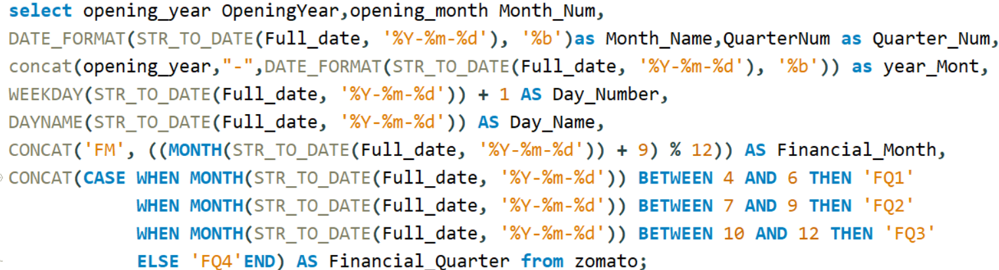 select opening_year OpeningYear,opening_month Month_Num,
DATE_FORMAT(STR_TO_DATE(Full_date, '%Y-%m-%d'), '%b')as Month_Name,QuarterNum as Quarter_Num,
concat(opening_year,"-",DATE_FORMAT(STR_TO_DATE(Full_date, '%Y-%m-%d'), '%b')) as year_Mont,
WEEKDAY(STR_TO_DATE(Full_date, '%Y-%m-%d')) + 1 AS Day_Number,
DAYNAME(STR_TO_DATE(Full_date, '%Y-%m-%d')) AS Day_Name,
CONCAT('FM', ((MONTH(STR_TO_DATE(Full_date, '%Y-%m-%d')) + 9) % 12)) AS Financial_Month,
CONCAT(CASE WHEN MONTH(STR_TO_DATE(Full_date, '%Y-%m-%d')) BETWEEN 4 AND 6 THEN 'FQ1'
WHEN MONTH(STR_TO_DATE(Full_date, '%Y-%m-%d')) BETWEEN 7 AND 9 THEN 'FQ2'
WHEN MONTH(STR_TO_DATE(Full_date, '%Y-%m-%d')) BETWEEN 10 AND 12 THEN 'FQ3'
ELSE 'FQ4'END) AS Financial_Quarter from zomato;